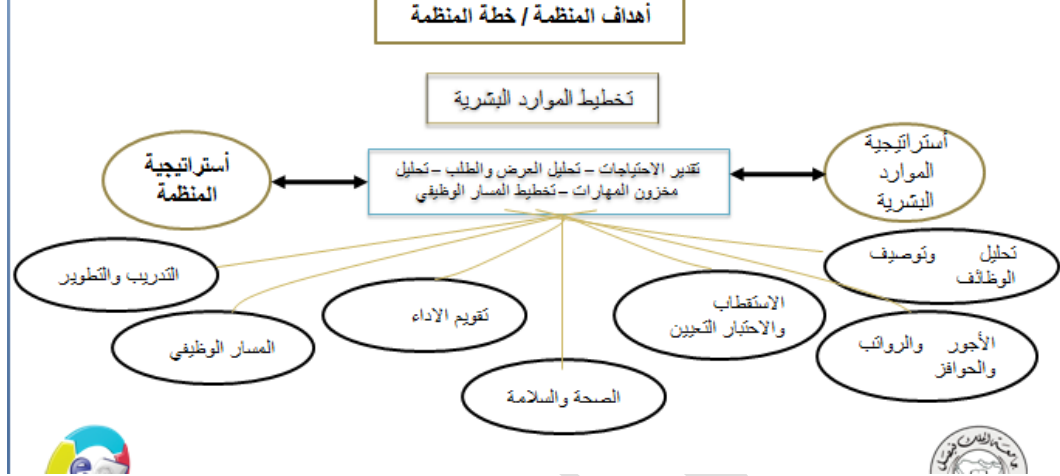 أهداف المنظمة / خطة المنظمة
تخطيط الموارد البشرية
أستراتيجية
الموارد
البشرية
تقدير الاحتياجات – تحليل العرض والطلب – تحليل
مخزون المهارات – تخطيط المسار الوظيفي
أستراتيجية
المنظمة
تحليل وتوصيف
الوظائف
التدريب والتطوير
الاستقطاب
والاختبار التعيين
تقويم الاداء
الأجور والرواتب
والحوافز
المسار الوظيفي
الصحة والسلامة
e